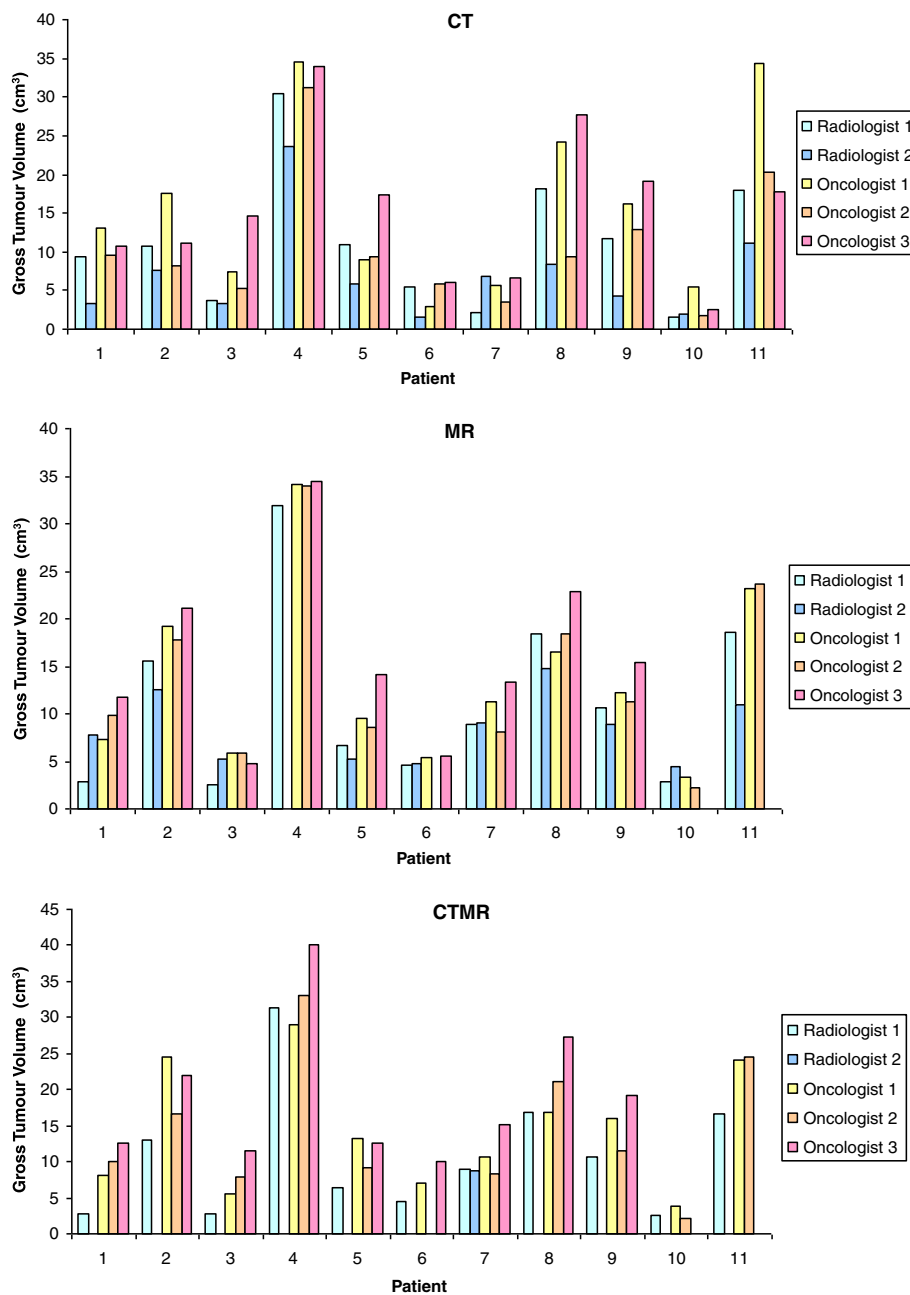 CT
Gross Tumour Volume (cm³)
40
35
30
25
20
15
10
5
0
1 2 3 4 5 6 7 8 9 10 11
Patient
Radiologist 1
Radiologist 2
Oncologist 1
Oncologist 2
Oncologist 3
MR
Gross Tumour Volume (cm³)
40
35
30
25
20
15
10
5
0
1 2 3 4 5 6 7 8 9 10 11
Patient
Radiologist 1
Radiologist 2
Oncologist 1
Oncologist 2
Oncologist 3
CTMR
Gross Tumour Volume (cm³)
45
40
35
30
25
20
15
10
5
0
1 2 3 4 5 6 7 8 9 10 11
Patient
Radiologist 1
Radiologist 2
Oncologist 1
Oncologist 2
Oncologist 3